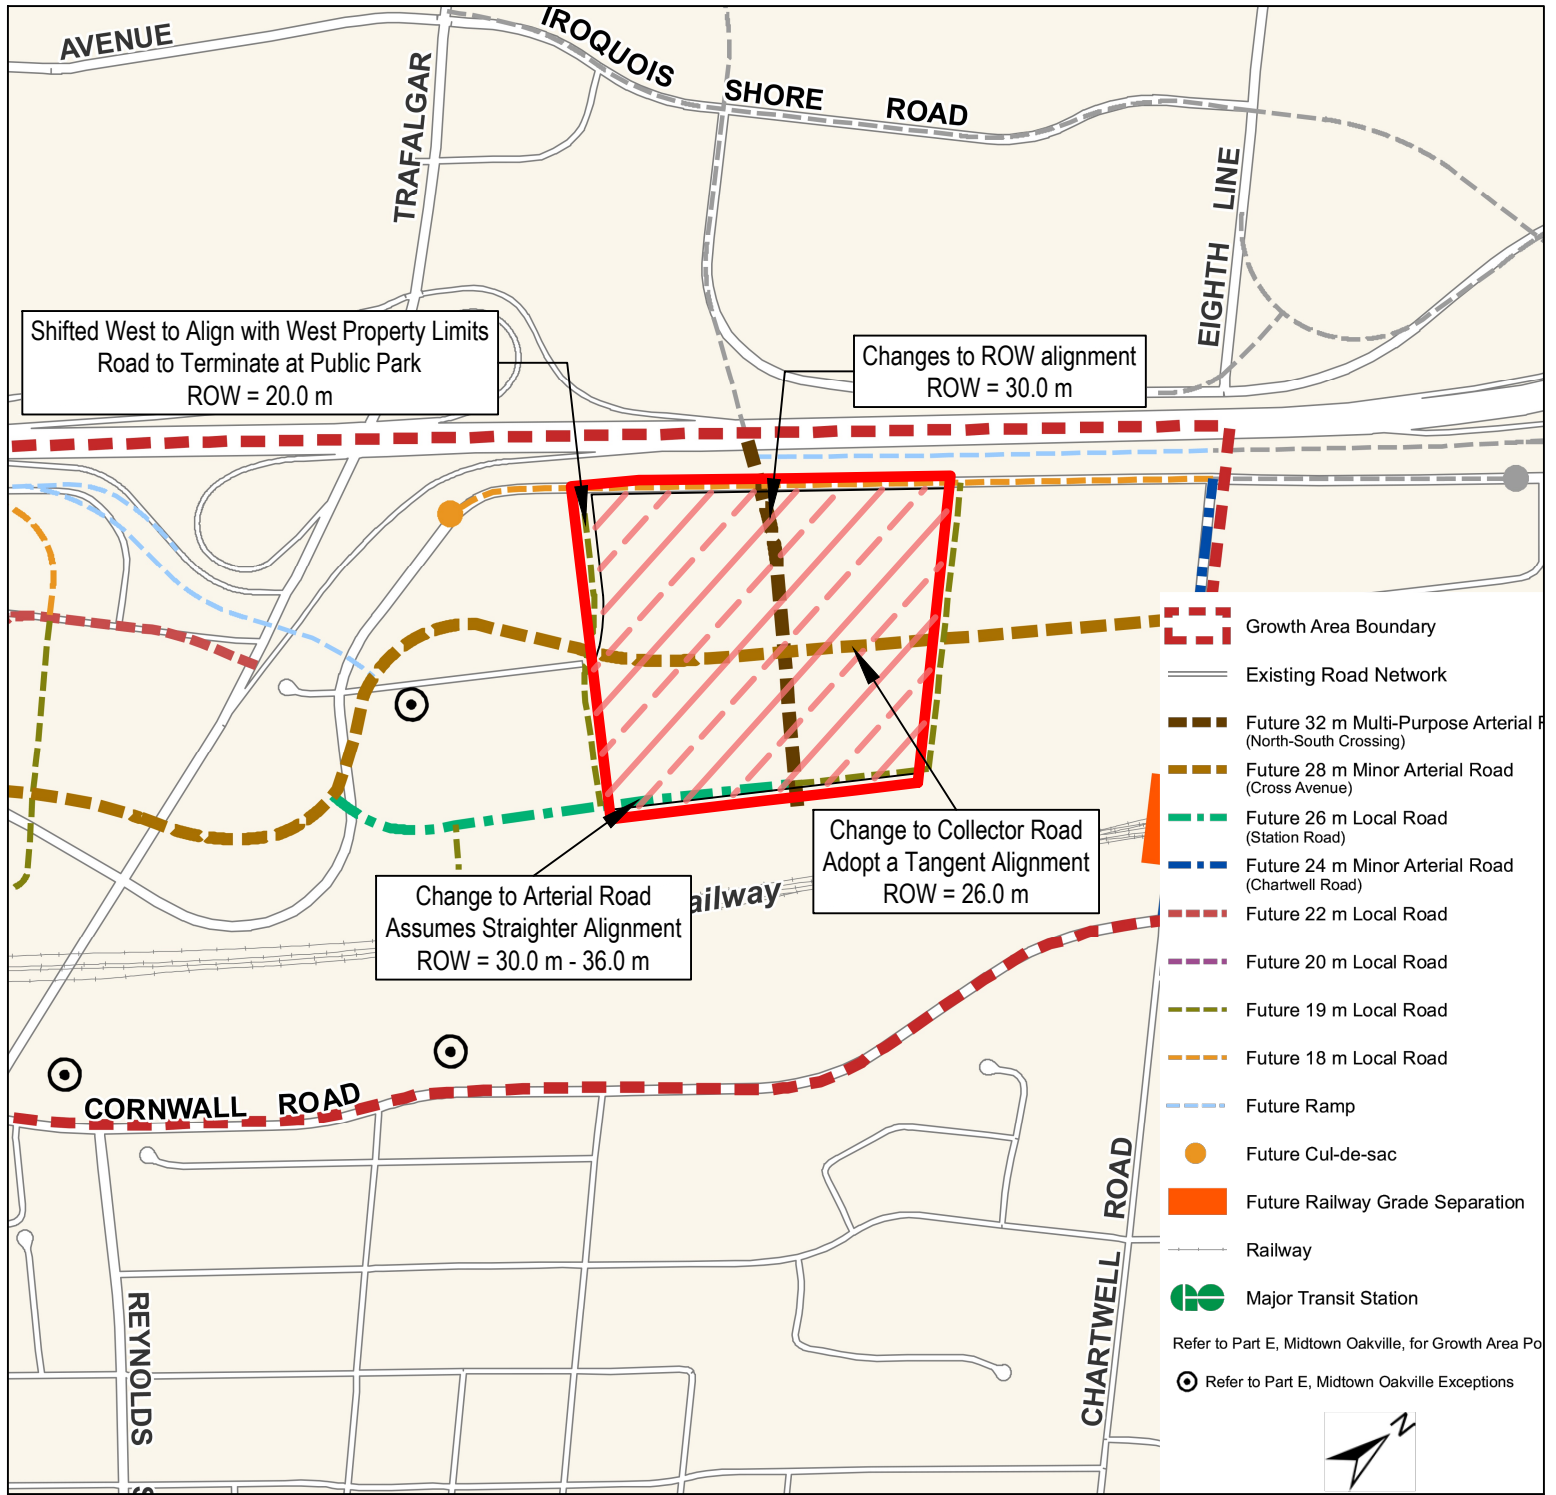 AVENUE
TRAFALGAR
IROQUOIS
SHORE
ROAD
EIGHTH LINE
Shifted West to Align with West Property Limits
Road to Terminate at Public Park
ROW = 20.0 m
Changes to ROW alignment
ROW = 30.0 m
Change to Collector Road
Adopt a Tangent Alignment
ROW = 26.0 m
Change to Arterial Road
Assumes Straighter Alignment
ROW = 30.0 m - 36.0 m
ailway
CORNWALL ROAD
REYNOLDS
S
CHARTWELL ROAD
Growth Area Boundary
Existing Road Network
Future 32 m Multi-Purpose Arterial
(North-South Crossing)
Future 28 m Minor Arterial Road
(Cross Avenue)
Future 26 m Local Road
(Station Road)
Future 24 m Minor Arterial Road
(Chartwell Road)
Future 22 m Local Road
Future 20 m Local Road
Future 19 m Local Road
Future 18 m Local Road
Future Ramp
Future Cul-de-sac
Future Railway Grade Separation
Railway
GO
Major Transit Station
Refer to Part E, Midtown Oakville, for Growth Area Po
Refer to Part E, Midtown Oakville Exceptions
N